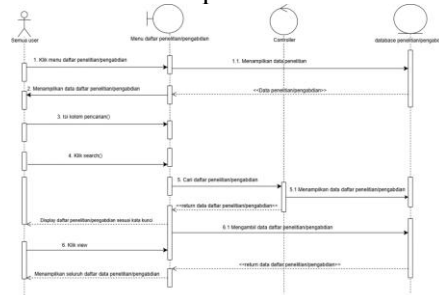 Semua user
Menu daftar penelitian/pengabdian
Controller
database penelitian/pengabdian
1. Klik menu daftar penelitian/pengabdian
1.1. Menampilkan data penelitian
<<Data penelitian/pengabdian>>
2. Menampilkan data daftar penelitian/pengabdian
3. Isi kolom pencarian()
4. Klik search()
5. Cari daftar penelitian/pengabdian
5.1 Menampilkan data daftar penelitian/pengabdian
<<return data daftar penelitian/pengabdian>>
Display daftar penelitian/pengabdian sesuai kata kunci
6.1 Mengambil data daftar penelitian/pengabdian
6. Klik view
<<return data daftar penelitian/pengabdian>>
Menampilkan seluruh daftar data penelitian/pengabdian